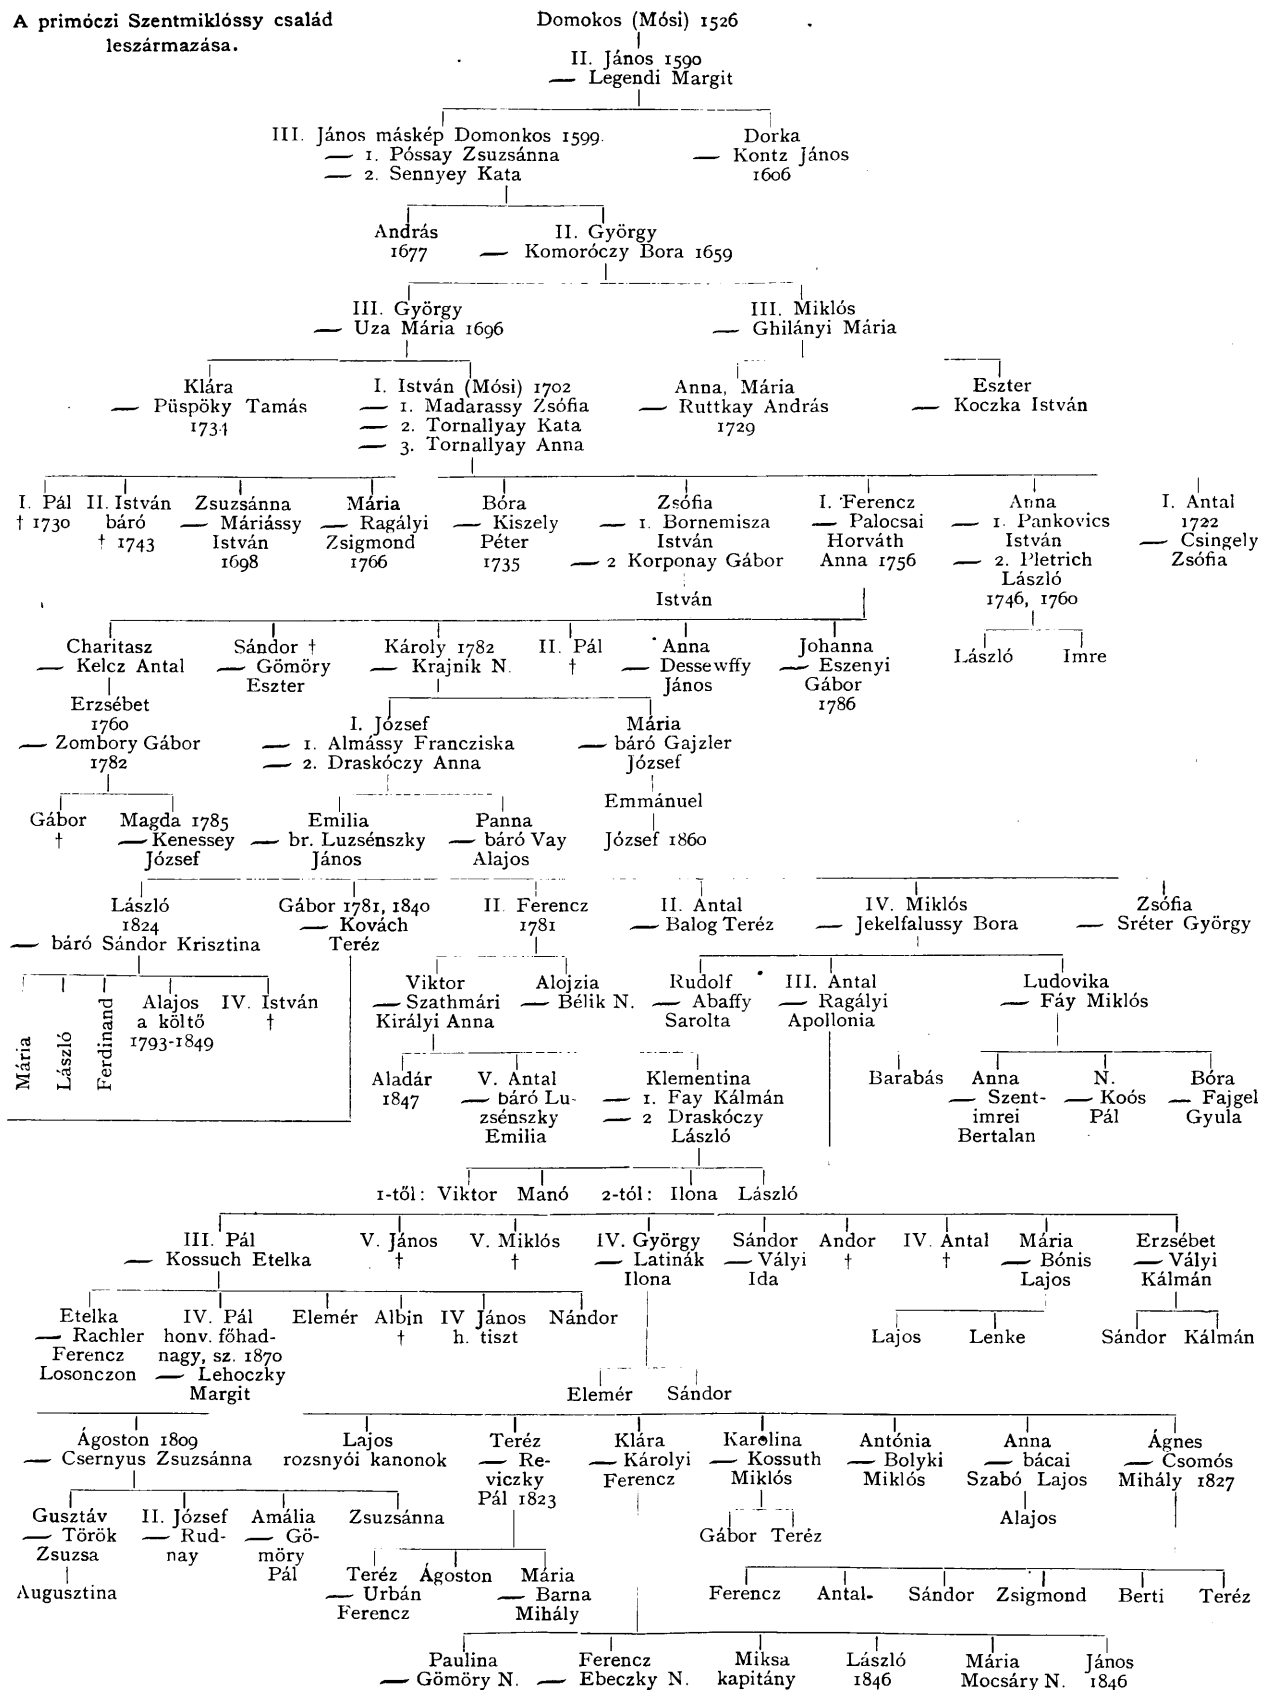 A primóczi Szentmiklóssy család
leszármazása.
Domokos (Mósi) 1526
II. János 1590
— Legendi Margit
III. János máskép Domonkos 1599.
— 1. Póssay Zsuzsánna
— 2. Sennyey Kata
Dorka
— Kontz János
1606
András
1677
II. György
— Komoróczy Bora 1659
III. György
— Uza Mária 1696
III. Miklós
— Ghilányi Mária
Klára
— Püspöky Tamás
1734
I. István (Mósi) 1702
— 1. Madarassy Zsófia
— 2. Tornallyay Kata
— 3. Tornallyay Anna
Anna, Mária
— Ruttkay András
1729
Eszter
— Koczka István
I. Pál
† 1730
II. István
báró
† 1743
Zsuzsánna
— Máriássy
István
1698
Mária
— Ragályi
Zsigmond
1766
Bóra
— Kiszely
Péter
1735
Zsófia
— 1. Bornemisza
István
— 2 Korponay Gábor
István
I. Ferencz
— Palocsai
Horváth
Anna 1756
Anna
— 1. Pankovics
István
— 2. Pletrich
László
1746, 1760
I. Antal
1722
— Csingely
Zsófia
László
Imre
Charitasz
— Kelcz Antal
Sándor †
— Gömöry
Eszter
Károly 1782
— Krajnik N.
II. Pál
†
Anna
— Dessewffy
János
Johanna
— Eszenyi
Gábor
1786
Erzsébet
1760
— Zombory Gábor
1782
I. József
— 1. Almássy Francziska
— 2. Draskóczy Anna
Mária
— báró Gajzler
József
Emmánuel
József 1860
Gábor
†
Magda 1785
— Kenessey
József
Emilia
— br. Luzsénszky
János
Panna
— báró Vay
Alajos
László
1824
— báró Sándor Krisztina
Gábor 1781, 1840
— Kovách
Teréz
II. Ferencz
1781
II. Antal
— Balog Teréz
IV. Miklós
— Jekelfalussy Bora
Zsófia
— Sréter György
Mária
László
Ferdinand
Alajos
a költő
1793-1849
IV. István
†
Viktor
— Szathmári
Királyi Anna
Alojzia
— Bélik N.
Rudolf
— Abaffy
Sarolta
III. Antal
— Ragályi
Apollonia
Ludovika
— Fáy Miklós
Aladár
1847
V. Antal
— báró Lu-
zsénszky
Emilia
Klementina
— 1. Fay Kálmán
— 2 Draskóczy
László
Barabás
Anna
— Szent-
imrei
Bertalan
N.
— Koós
Pál
Bóra
— Fajgel
Gyula
1-től: Viktor Manó 2-tól: Ilona László
III. Pál
— Kossuch Etelka
V. János
†
V. Miklós
†
IV. György
— Latinák
Ilona
Sándor
— Vályi
Ida
Andor
†
IV. Antal
†
Mária
— Bónis
Lajos
Erzsébet
— Vályi
Kálmán
Etelka
— Rachler
Ferencz
Losonczon
IV. Pál
honv. főhad-
nagy, sz. 1870
— Lehoczky
Margit
Elemér
Albin
†
IV János
h. tiszt
Nándor
Lajos
Lenke
Sándor
Kálmán
Elemér
Sándor
Ágoston 1809
— Csernyus Zsuzsánna
Lajos
rozsnyói kanonok
Teréz
— Re-
viczky
Pál 1823
Klára
— Károlyi
Ferencz
Karolina
— Kossuth
Miklós
Antónia
— Bolyki
Miklós
Anna
— bácai
Szabó Lajos
Alajos
Ágnes
— Csomós
Mihály 1827
Gusztáv
— Török
Zsuzsa
Augusztina
II. József
— Rud-
nay
Amália
— Gö-
möry
Pál
Zsuzsánna
Gábor Teréz
Teréz
— Urbán
Ferencz
Ágoston
Mária
— Barna
Mihály
Ferencz
Antal-
Sándor
Zsigmond
Berti
Teréz
Paulina
— Gömöry N.
Ferencz
— Ebeczky N.
Miksa
kapitány
László
1846
Mária
Mocsáry N.
János
1846